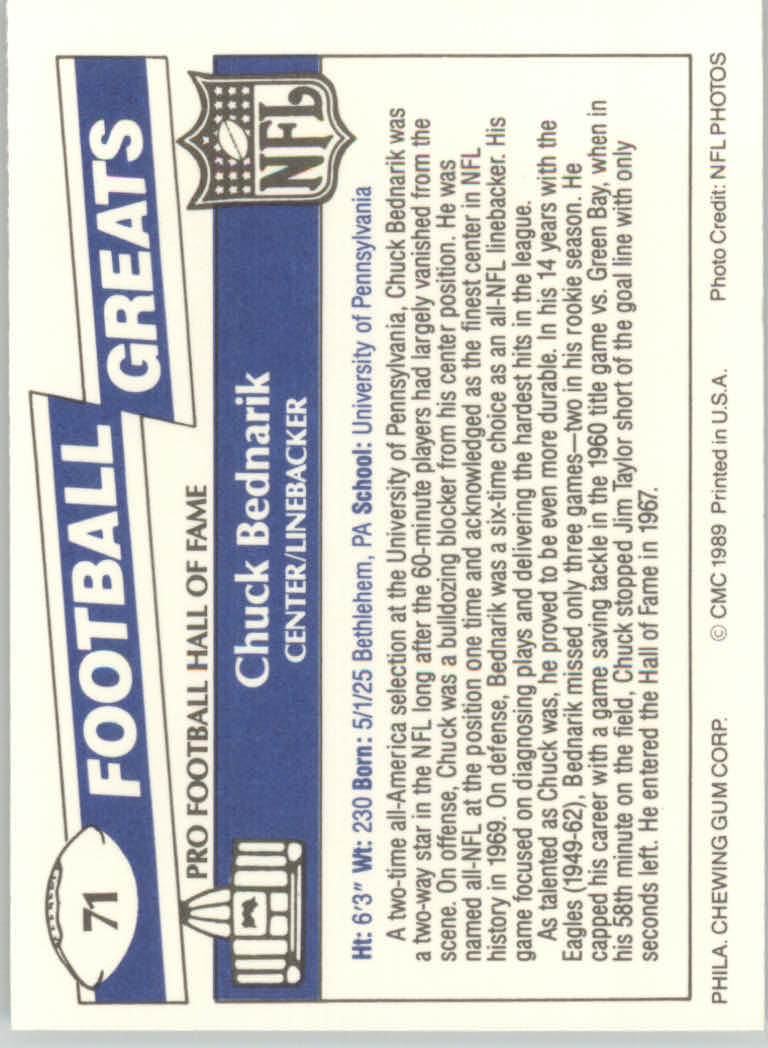 71
FOOTBALL
GREATS
PRO FOOTBALL HALL OF FAME
Chuck Bednarik
CENTER/LINEBACKER
NFL
Ht: 6'3" Wt: 230 Born: 5/1/25 Bethlehem, PA School: University of Pennsylvania
A two-time all-America selection at the University of Pennsylvania, Chuck Bednarik was
a two-way star in the NFL long after the 60-minute players had largely vanished from the
scene. On offense, Chuck was a bulldozing blocker from his center position. He was
named all-NFL at the position one time and acknowledged as the finest center in NFL
history in 1969. On defense, Bednarik was a six-time choice as an all-NFL linebacker. His
game focused on diagnosing plays and delivering the hardest hits in the league.
As talented as Chuck was, he proved to be even more durable. In his 14 years with the
Eagles (1949-62), Bednarik missed only three games—two in his rookie season. He
capped his career with a game saving tackle in the 1960 title game vs. Green Bay, when in
his 58th minute on the field, Chuck stopped Jim Taylor short of the goal line with only
seconds left. He entered the Hall of Fame in 1967.
PHILA. CHEWING GUM CORP. © CMC 1989 Printed in U.S.A. Photo Credit: NFL PHOTOS